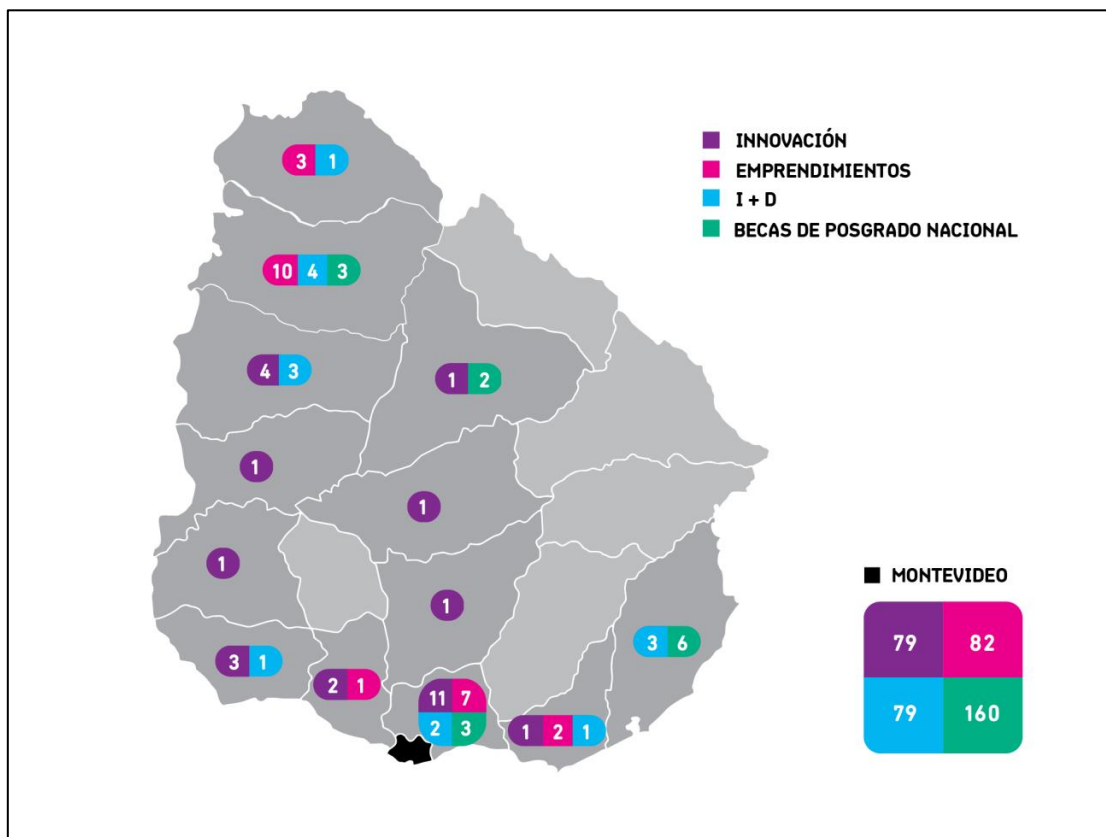 INNOVACIÓN
EMPRENDIMIENTOS
I + D
BECAS DE POSGRADO NACIONAL
3 1
10 4 3
4 3
1 2
1
1
1
1
3 1
2 1
11 7
2 3
1 2 1
3 6
MONTEVIDEO
79 82
79 160